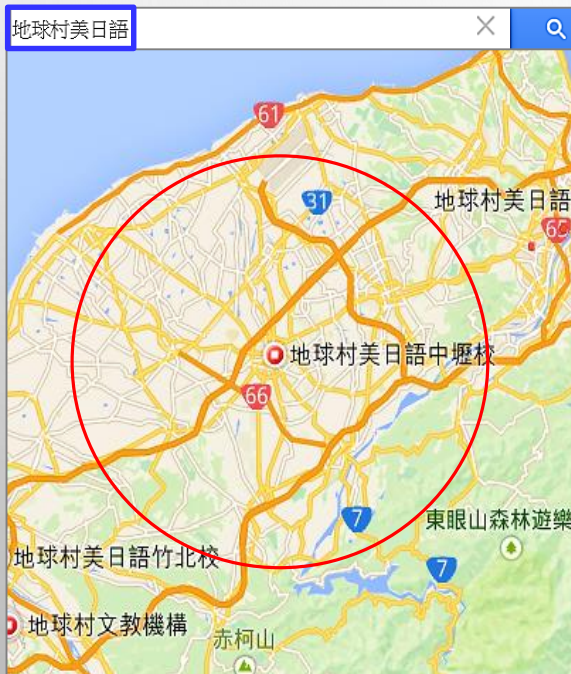 地球村美日語
61
31
地球村美日語
65
地球村美日語中壢校
66
7
東眼山森林遊樂
7
地球村美日語竹北校
地球村文教機構
赤柯山